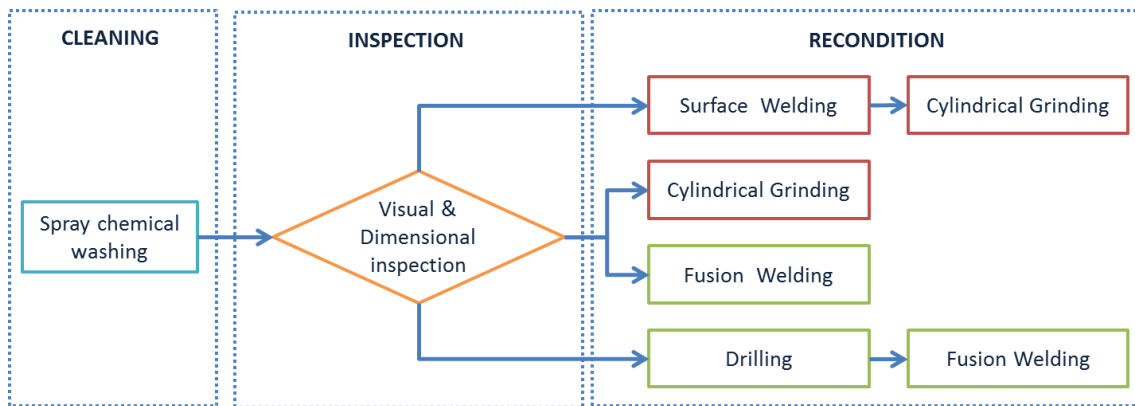 CLEANING
INSPECTION
RECONDITION
Surface Welding
Cylindrical Grinding
Cylindrical Grinding
Spray chemical
washing
Visual &
Dimensional
inspection
Fusion Welding
Drilling
Fusion Welding